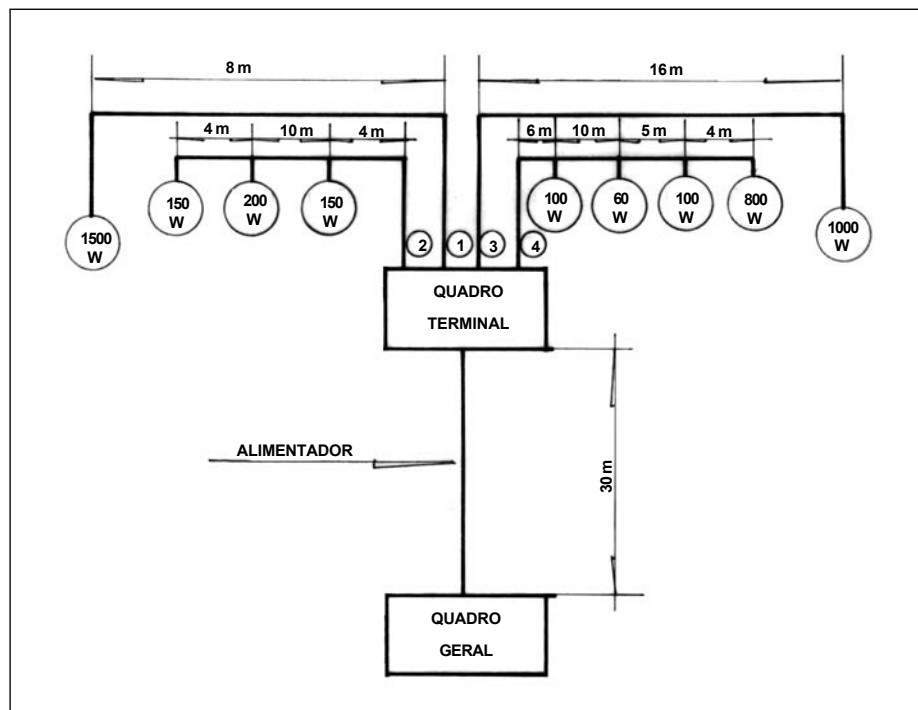 8 m
16 m
4 m 10 m 4 m
6 m 10 m 5 m 4 m
150 W
200 W
150 W
100 W
60 W
100 W
800 W
1500 W
1000 W
2 1 3 4
QUADRO
TERMINAL
ALIMENTADOR
30 m
QUADRO
GERAL